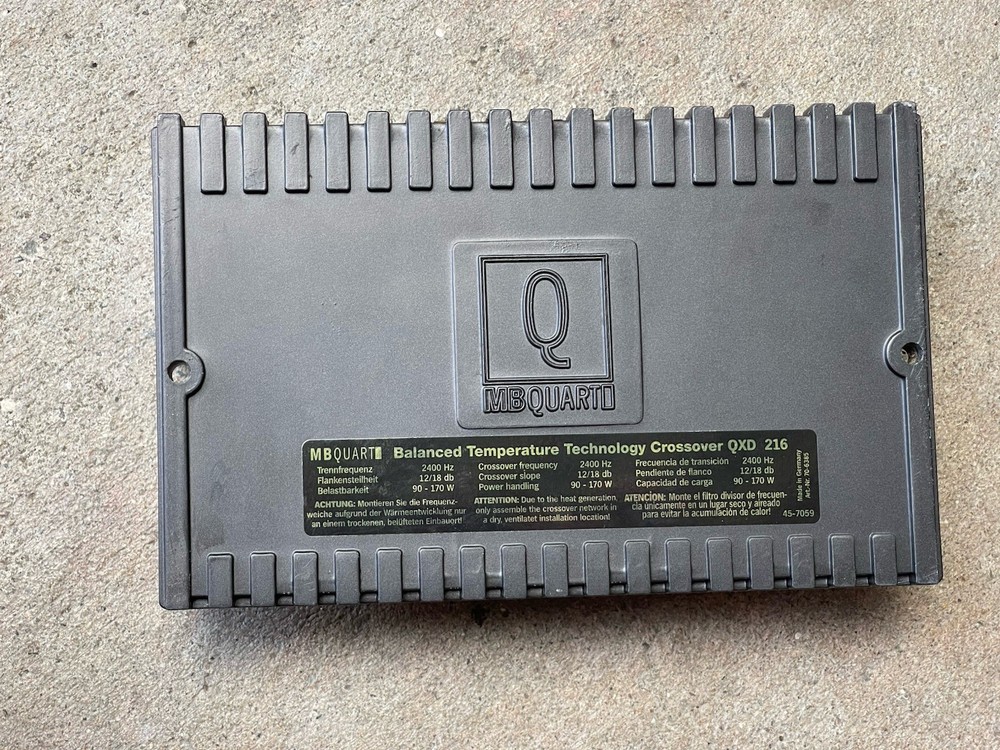 Q
MBQUART
MBQUART Balanced Temperature Technology Crossover QXD 216
Trennfrequenz 2400 Hz
Flankensteilheit 12/18 db
Belastbarkeit 90 - 170 W
ACHTUNG: Montieren Sie die Frequenz-
weiche aufgrund der Wärmeentwicklung nur
an einem trockenen, belüfteten Einbauort!
Crossover frequency 2400 Hz
Crossover slope 12/18 db
Power handling 90 - 170 W
ATTENTION: Due to the heat generation
only assemble the crossover network in
a dry, ventilatet installation location!
Frecuencia de transición 2400 Hz
Pendiente de flanco 12/18 db
Capacidad de carga 90 - 170 W
ATENCIÓN: Monte el filtro divisor de frecuen-
cia únicamente en un lugar seco y aireado
para evitar la acumulación de calor!
45-7059
Made in Germany
Art.-Nr. 70-6385